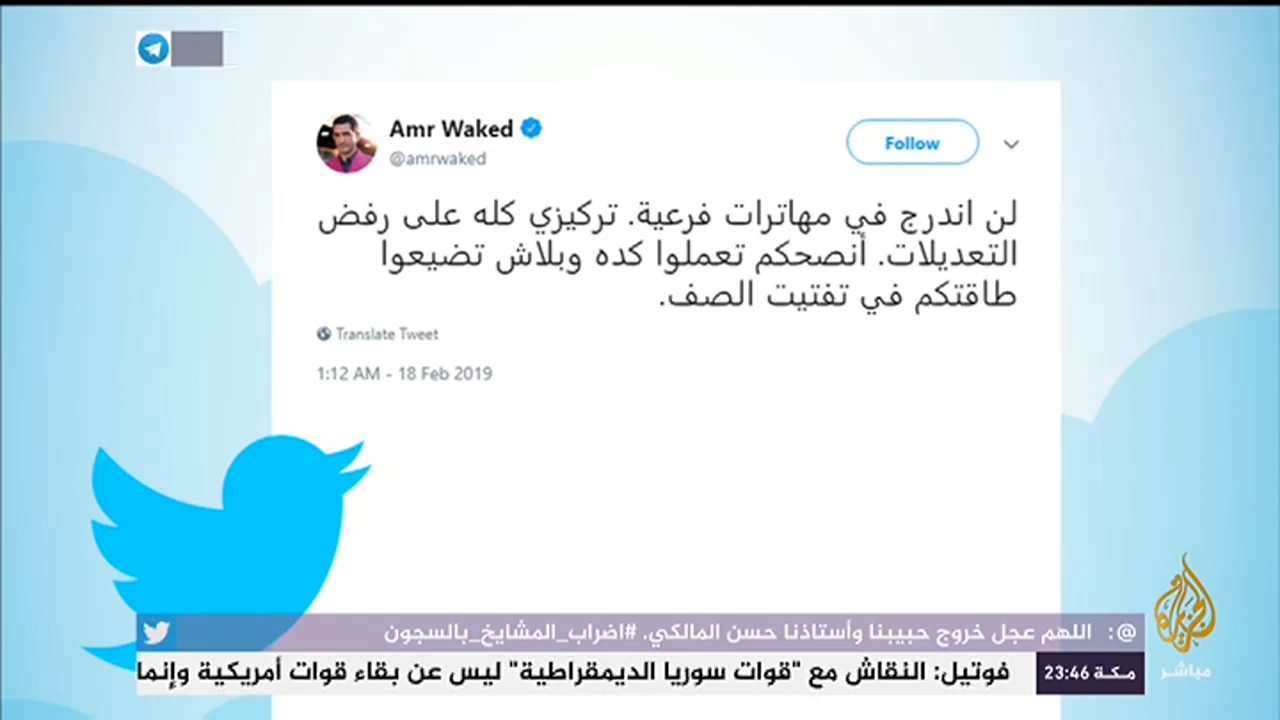 Amr Waked
@amrwaked
Follow
لن اندرج في مهاترات فرعية. تركيزي كله على رفض
التعديلات. أنصحكم تعملوا كده وبلاش تضيعوا
طاقتكم في تفتيت الصف.
Translate Tweet
1:12 AM - 18 Feb 2019
@: اللهم عجل خروج حبيبنا وأستاذنا حسن المالكي. #اضراب_المشايخ_بالسجون
مكة 23:46
فوتيل: النقاش مع "قوات سوريا الديمقراطية" ليس عن بقاء قوات أمريكية وإنما
الجزيرة
مباشر